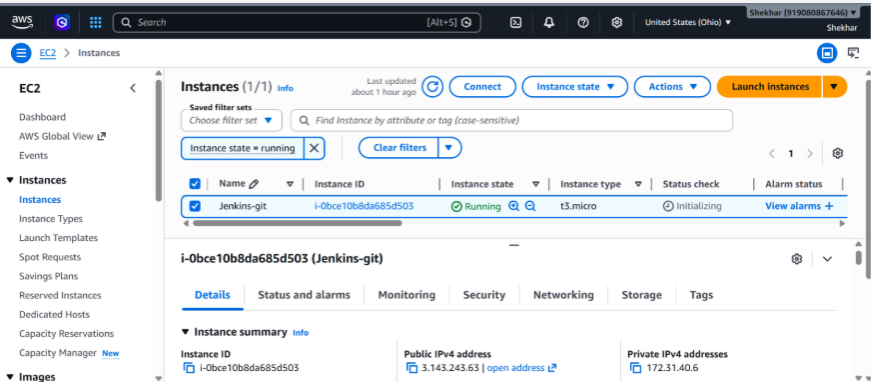 aws
Search [Alt+S]
United States (Ohio) ▼
Shekhar (919080867646) ▼
Shekhar
EC2 > Instances
EC2
Dashboard
AWS Global View
Events
▼ Instances
Instances
Instance Types
Launch Templates
Spot Requests
Savings Plans
Reserved Instances
Dedicated Hosts
Capacity Reservations
Capacity Manager New
▼ Images
Instances (1/1) Info
Last updated
about 1 hour ago
Connect
Instance state ▼
Actions ▼
Launch instances ▼
Saved filter sets
Choose filter set ▼
Find Instance by attribute or tag (case-sensitive)
Instance state = running
Clear filters ▼
< 1 >
Name Instance ID Instance state Instance type Status check Alarm status
Jenkins-git i-0bce10b8da685d503 Running t3.micro Initializing View alarms +
i-0bce10b8da685d503 (Jenkins-git)
Details Status and alarms Monitoring Security Networking Storage Tags
▼ Instance summary Info
Instance ID Public IPv4 address Private IPv4 addresses
i-0bce10b8da685d503 3.143.243.63 | open address 172.31.40.6